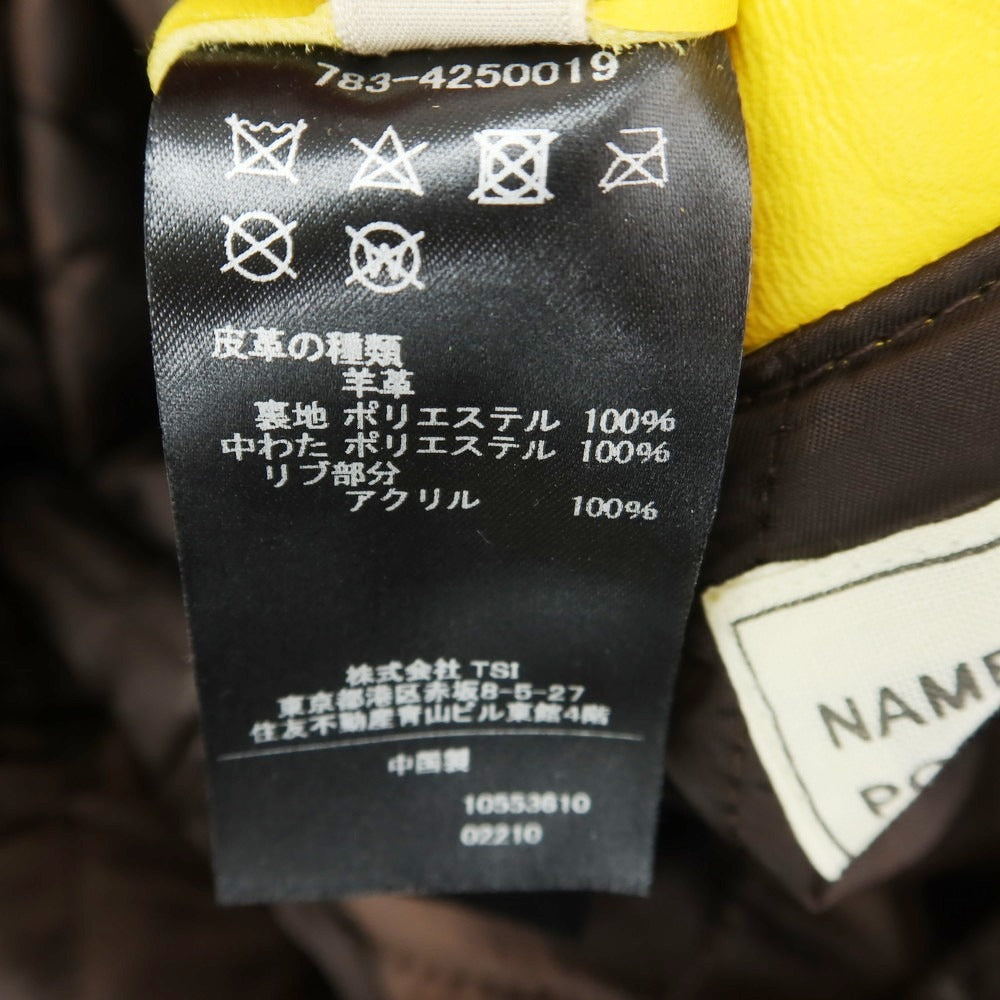 783-4250019
皮革の種類
羊革
裏地 ポリエステル 100%
中わた ポリエステル 100%
リブ部分
アクリル 100%
株式会社 TSI
東京都港区赤坂8-5-27
住友不動産青山ビル東館4階
中国製
10553610
02210
NAME